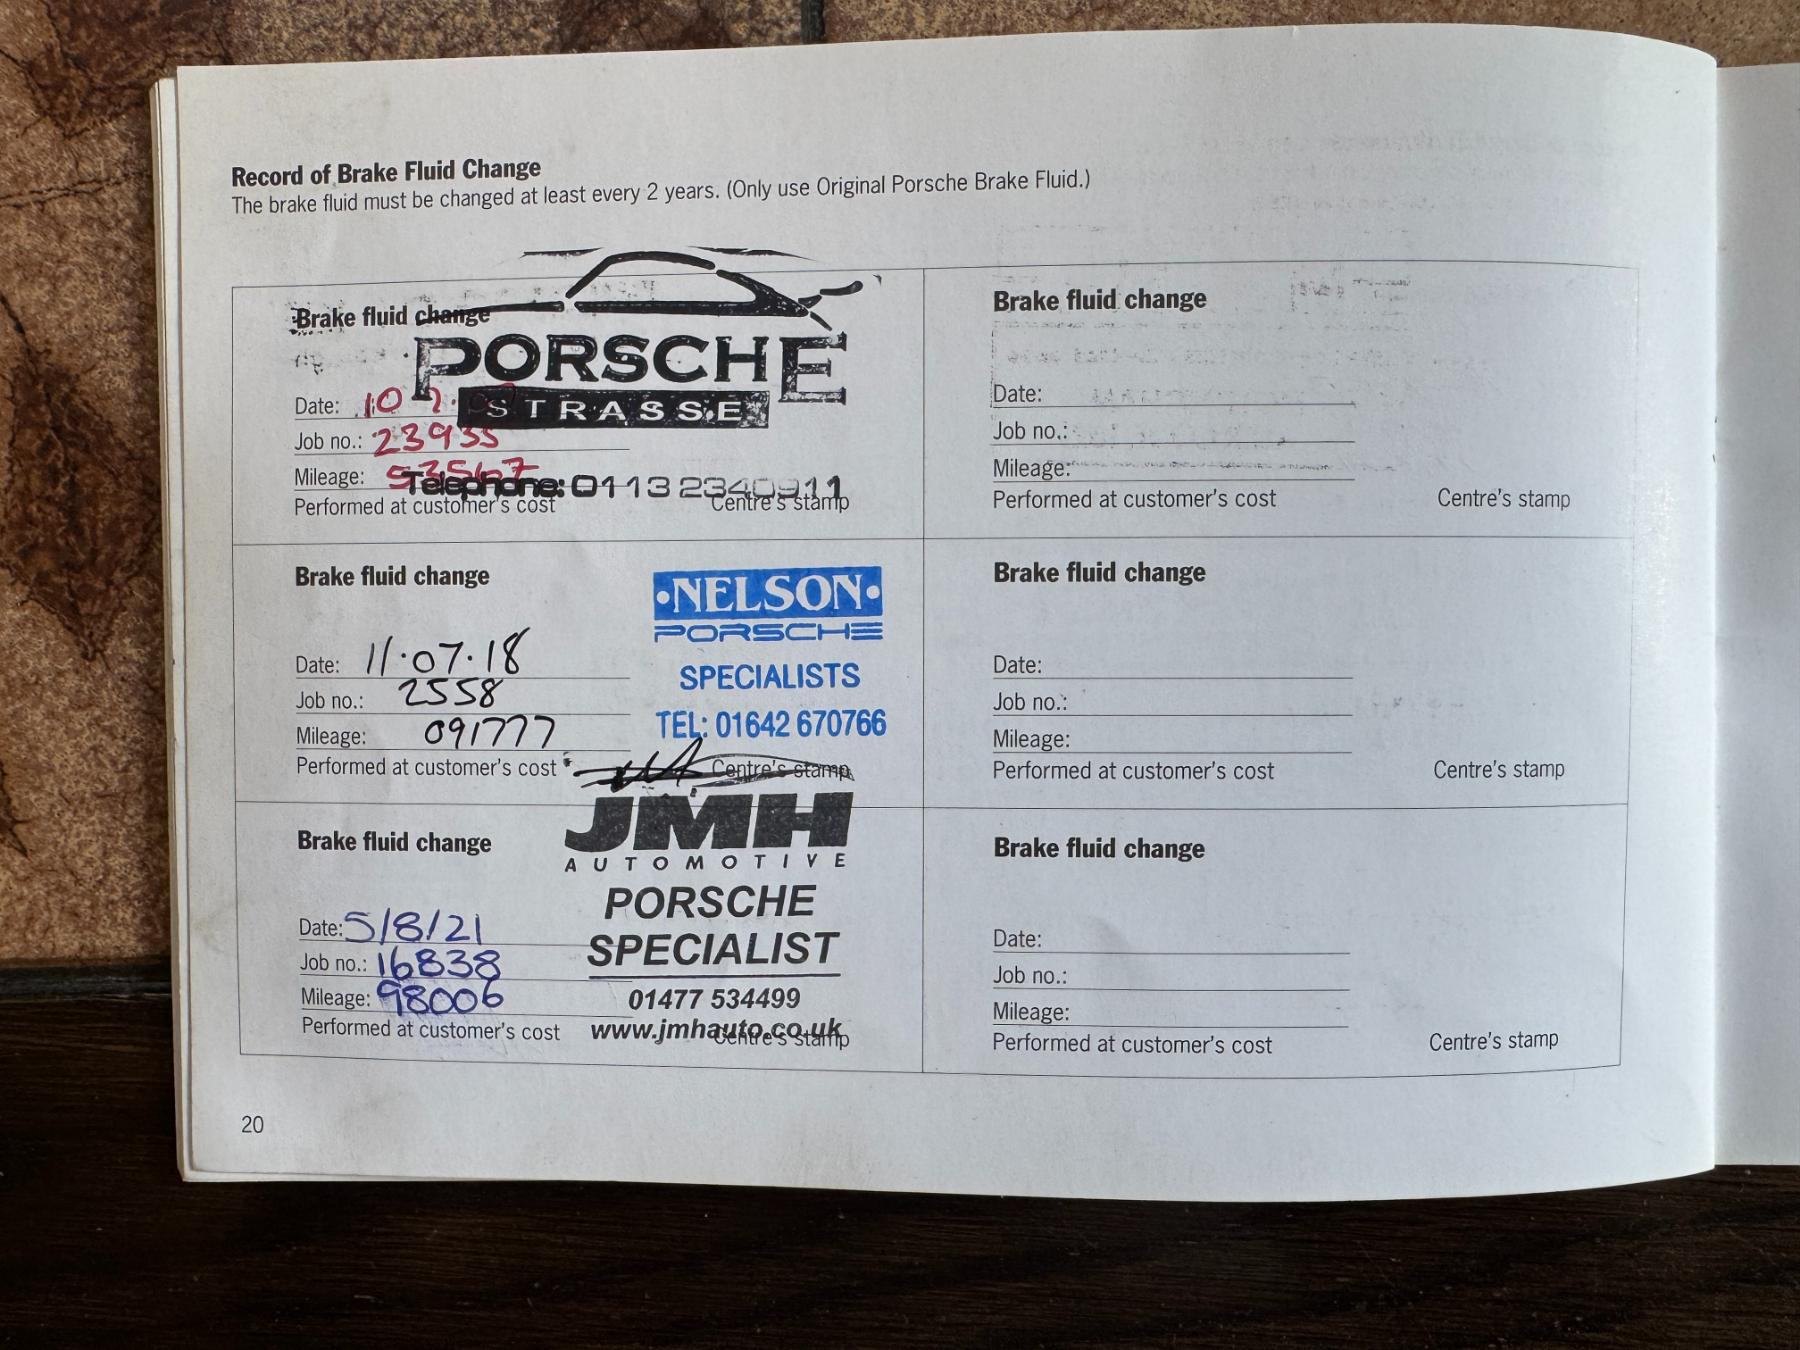 Record of Brake Fluid Change
The brake fluid must be changed at least every 2 years. (Only use Original Porsche Brake Fluid.)
Brake fluid change
PORSCHE
STRASSE
Date: 10
Job no.: 23935
Mileage: 53567
Telephone: 0113 2340911
Performed at customer's cost
Centre's stamp
Brake fluid change
NELSON
PORSCHE
SPECIALISTS
TEL: 01642 670766
Date: 11.07.18
Job no.: 2558
Mileage: 091777
Performed at customer's cost
Centre's stamp
Brake fluid change
JMH
AUTOMOTIVE
PORSCHE
SPECIALIST
01477 534499
www.jmhauto.co.uk
Date: 5/8/21
Job no.: 16838
Mileage: 98006
Performed at customer's cost
Centre's stamp
Brake fluid change
Date:
Job no.:
Mileage:
Performed at customer's cost
Centre's stamp
Brake fluid change
Date:
Job no.:
Mileage:
Performed at customer's cost
Centre's stamp
Brake fluid change
Date:
Job no.:
Mileage:
Performed at customer's cost
Centre's stamp
20